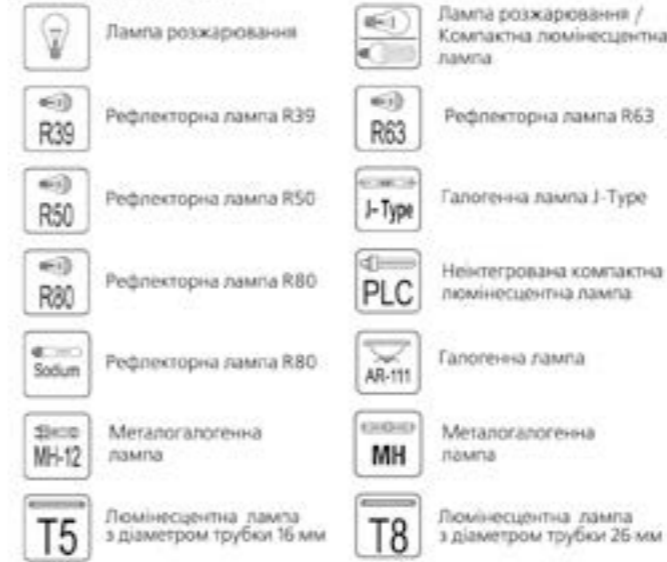 Лампа розжарювання
Лампа розжарювання /
Компактна люмінесцентна
лампа
R39
Рефлекторна лампа R39
R63
Рефлекторна лампа R63
R50
Рефлекторна лампа R50
J-Type
Галогенна лампа J-Type
R80
Рефлекторна лампа R80
PLC
Неінтегрована компактна
люмінесцентна лампа
Sodium
Рефлекторна лампа R80
AR-111
Галогенна лампа
MH-12
Металогалогенна
лампа
MH
Металогалогенна
лампа
T5
Люмінесцентна лампа
з діаметром трубки 16 мм
T8
Люмінесцентна лампа
з діаметром трубки 26 мм